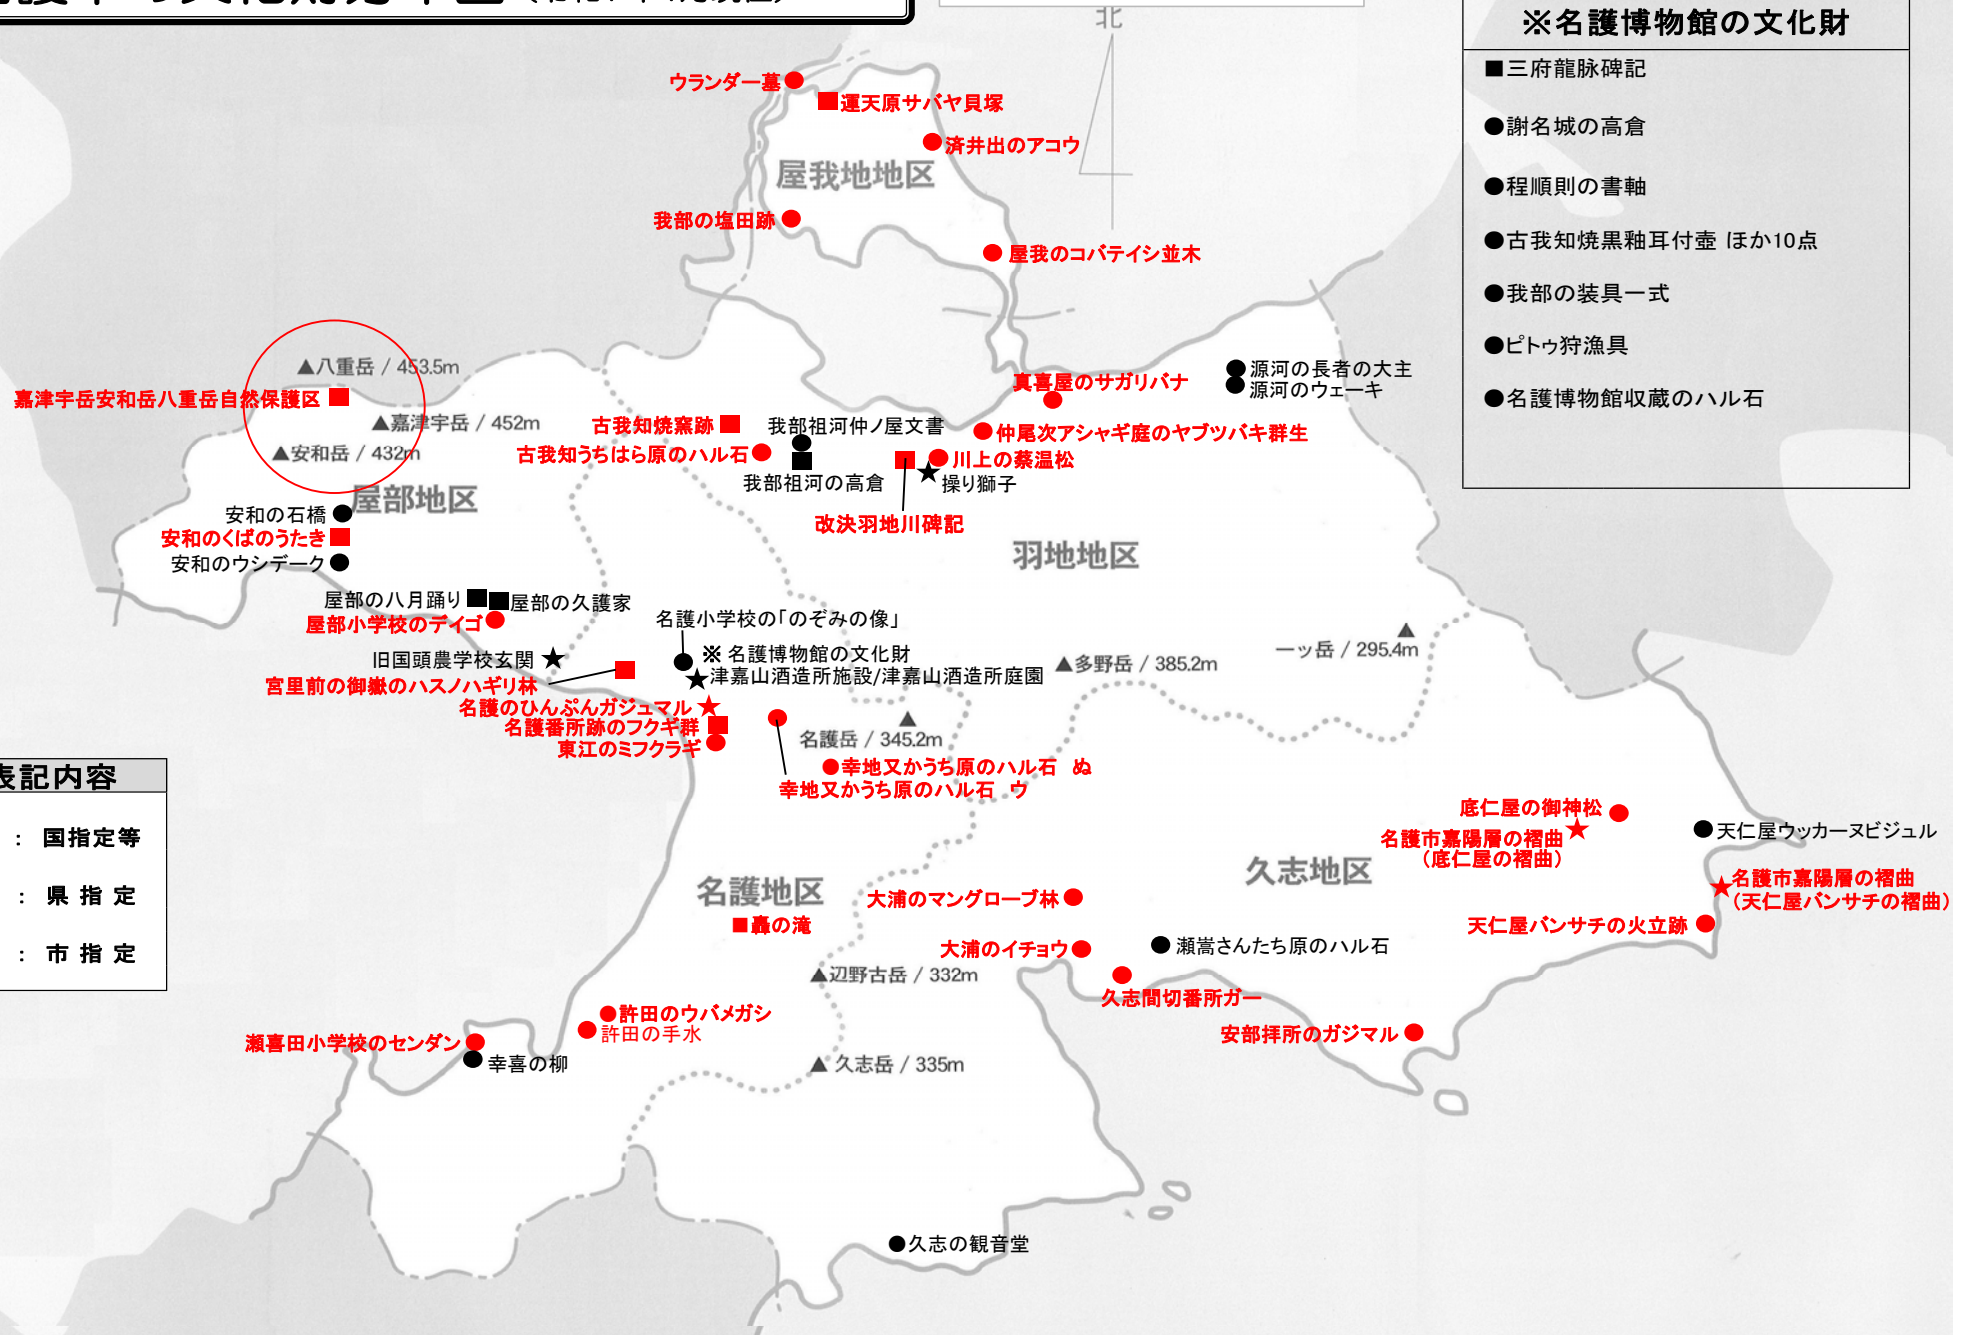 ※名護博物館の文化財
■三府龍脉碑記
●謝名城の高倉
●程順則の書軸
●古我知焼黒釉耳付壺 ほか10点
●我部の装具一式
●ピトゥ狩漁具
●名護博物館収蔵のハル石
北
ウランダー墓
運天原サバヤ貝塚
済井出のアコウ
屋我地地区
我部の塩田跡
屋我のコバテイシ並木
▲八重岳 / 453.5m
嘉津宇岳安和岳八重岳自然保護区
▲嘉津宇岳 / 452m
▲安和岳 / 432m
屋部地区
安和の石橋
安和のくばのうたき
安和のウシデーク
古我知焼窯跡
古我知うちはら原のハル石
我部祖河仲ノ屋文書
我部祖河の高倉
真喜屋のサガリバナ
源河の長者の大主
源河のウェーキ
仲尾次アシャギ庭のヤブツバキ群生
川上の蔡温松
★操り獅子
改決羽地川碑記
羽地地区
屋部の八月踊り
屋部の久護家
屋部小学校のデイゴ
旧国頭農学校玄関★
宮里前の御嶽のハスノハギリ林
名護小学校の「のぞみの像」
※ 名護博物館の文化財
★津嘉山酒造所施設/津嘉山酒造所庭園
名護のひんぷんガジュマル★
名護番所跡のフクギ群
東江のミフクラギ
▲多野岳 / 385.2m
一ッ岳 / 295.4m
名護岳 / 345.2m
●幸地又かうち原のハル石 ぬ
幸地又かうち原のハル石 ウ
表記内容
: 国指定等
: 県 指 定
: 市 指 定
底仁屋の御神松
名護市嘉陽層の褶曲
(底仁屋の褶曲)
天仁屋ウッカーヌビジュル
名護市嘉陽層の褶曲
(天仁屋バンサチの褶曲)
天仁屋バンサチの火立跡
久志地区
名護地区
■轟の滝
大浦のマングローブ林
大浦のイチョウ
瀬嵩さんたち原のハル石
久志間切番所ガー
安部拝所のガジマル
▲辺野古岳 / 332m
●許田のウバメガシ
許田の手水
瀬喜田小学校のセンダン
幸喜の柳
▲ 久志岳 / 335m
●久志の観音堂